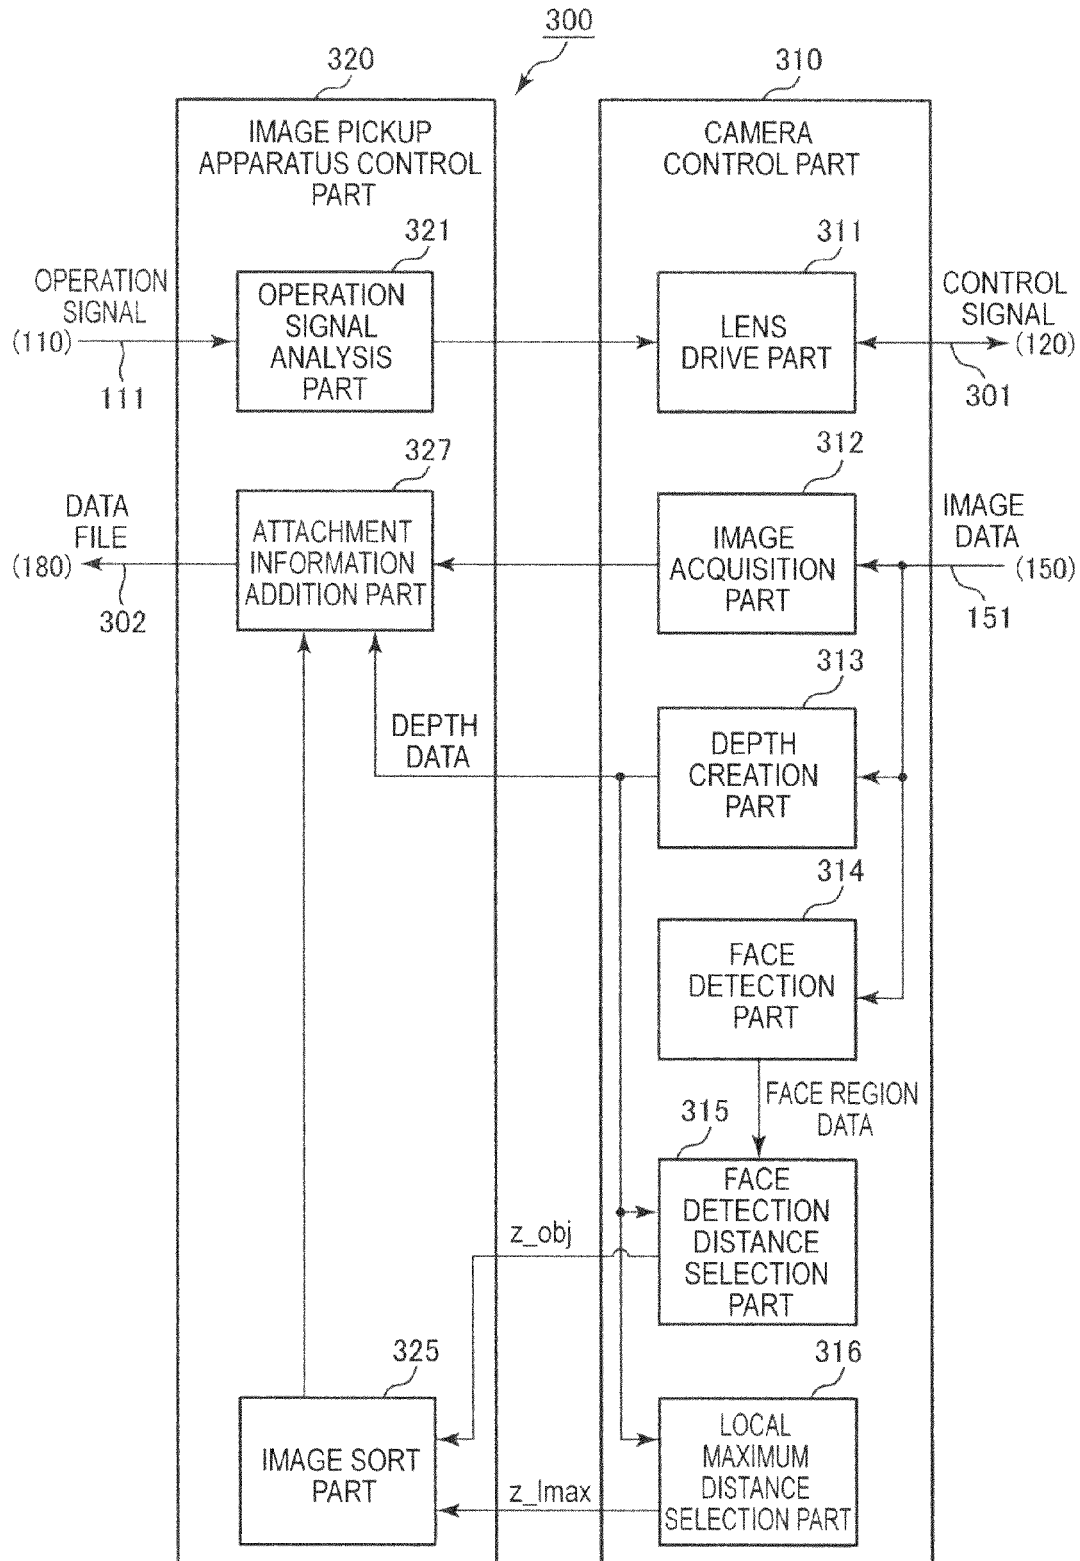 300
320
310
IMAGE PICKUP
APPARATUS CONTROL
PART
CAMERA
CONTROL PART
321
311
OPERATION
SIGNAL
(110)
111
OPERATION
SIGNAL
ANALYSIS
PART
LENS
DRIVE PART
CONTROL
SIGNAL
(120)
301
327
312
DATA
FILE
(180)
302
ATTACHMENT
INFORMATION
ADDITION PART
IMAGE
ACQUISITION
PART
IMAGE
DATA
(150)
151
313
DEPTH
DATA
DEPTH
CREATION
PART
314
FACE
DETECTION
PART
FACE REGION
DATA
315
FACE
DETECTION
DISTANCE
SELECTION
PART
z_obj
325
316
IMAGE SORT
PART
z_lmax
LOCAL
MAXIMUM
DISTANCE
SELECTION PART